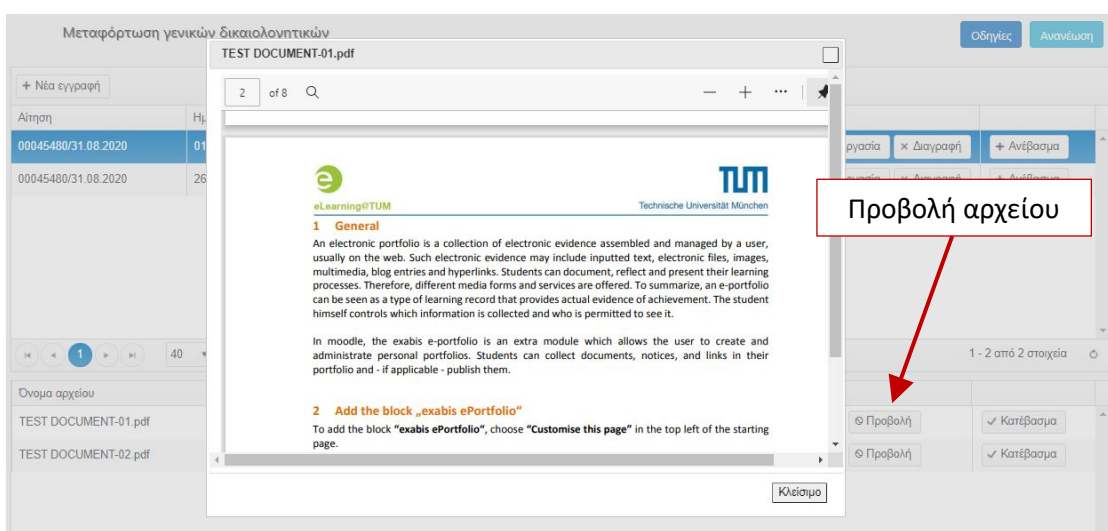 Μεταφόρτωση γενικών δικαιολογητικών
Οδηγίες Ανανέωση
TEST DOCUMENT-01.pdf
+ Νέα εγγραφή
2 of 8
Αίτηση
00045480/31.08.2020 01
× Διαγραφή + Ανέβασμα
00045480/31.08.2020 26
Προβολή αρχείου
eLearning@TUM
TUM
Technische Universität München
1 General
An electronic portfolio is a collection of electronic evidence assembled and managed by a user,
usually on the web. Such electronic evidence may include inputted text, electronic files, images,
multimedia, blog entries and hyperlinks. Students can document, reflect and present their learning
processes. Therefore, different media forms and services are offered. To summarize, an e-portfolio
can be seen as a type of learning record that provides actual evidence of achievement. The student
himself controls which information is collected and who is permitted to see it.
In moodle, the exabis e-portfolio is an extra module which allows the user to create and
administrate personal portfolios. Students can collect documents, notices, and links in their
portfolio and - if applicable - publish them.
2 Add the block „exabis ePortfolio“
To add the block "exabis ePortfolio", choose "Customise this page" in the top left of the starting
page.
1 40
1 - 2 από 2 στοιχεία
Όνομα αρχείου
TEST DOCUMENT-01.pdf
Προβολή Κατέβασμα
TEST DOCUMENT-02.pdf
Προβολή Κατέβασμα
Κλείσιμο